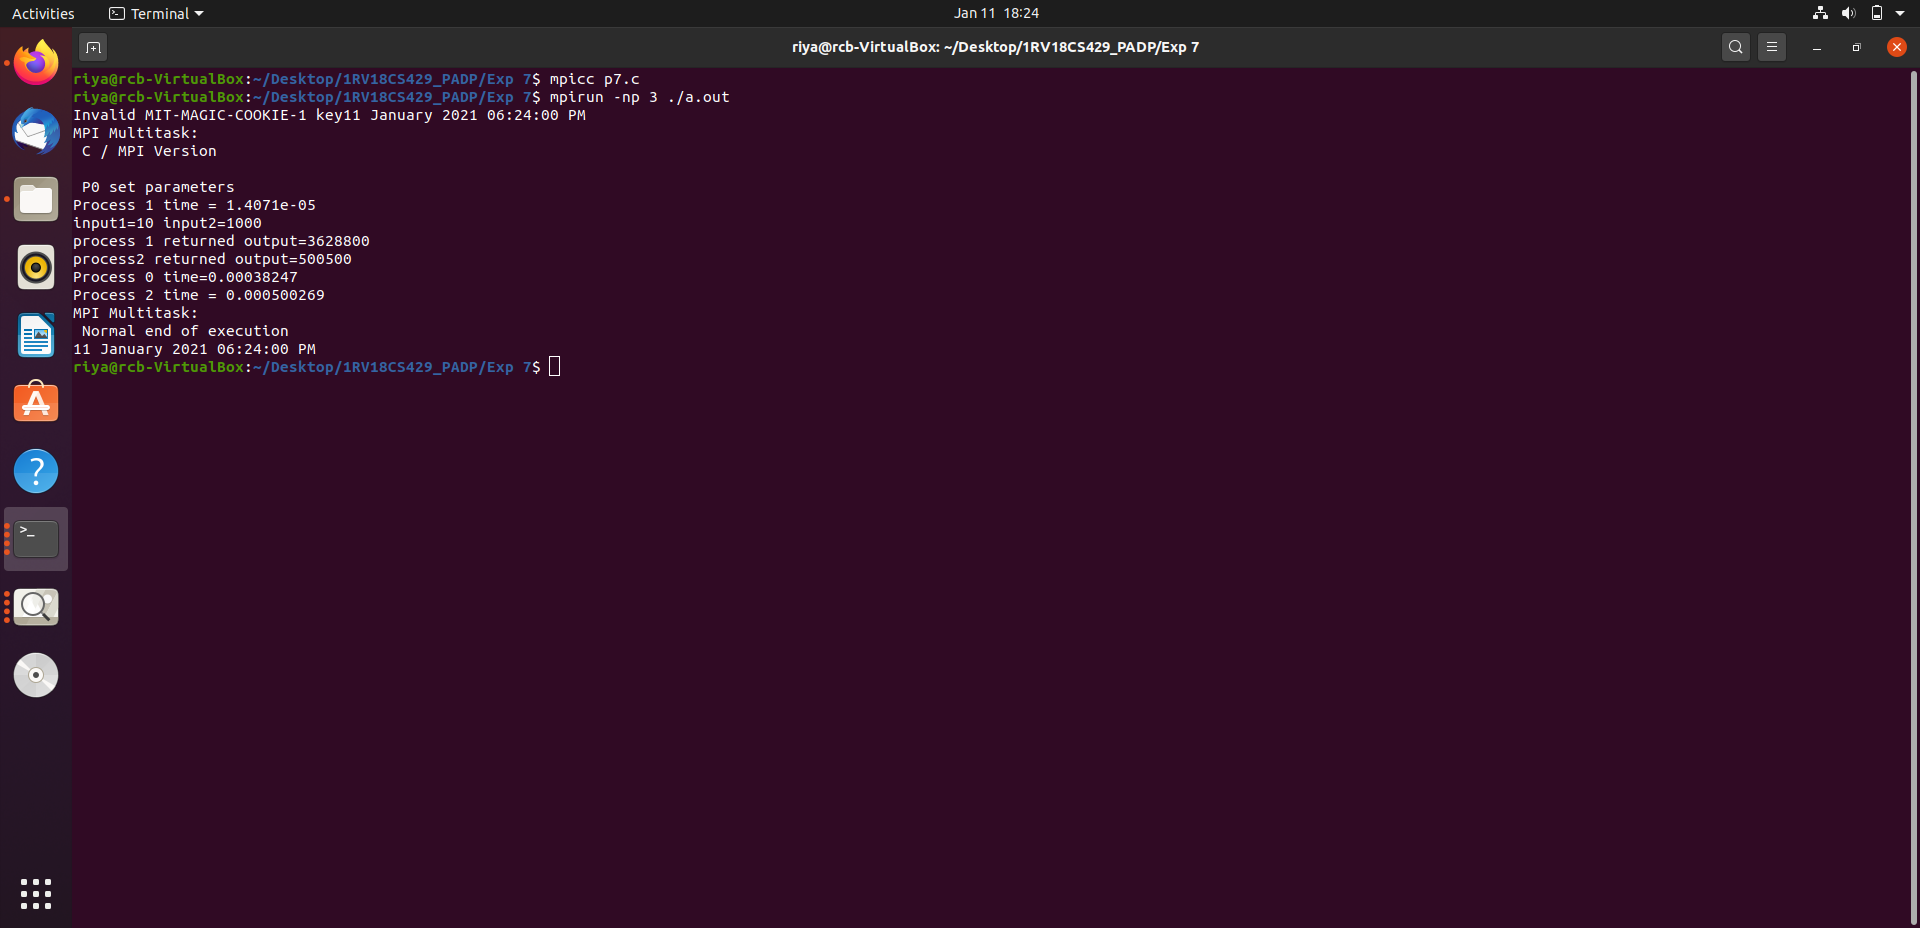 Activities Terminal Jan 11 18:24
riya@rcb-VirtualBox: ~/Desktop/1RV18CS429_PADP/Exp 7
riya@rcb-VirtualBox:~/Desktop/1RV18CS429_PADP/Exp 7$ mpicc p7.c
riya@rcb-VirtualBox:~/Desktop/1RV18CS429_PADP/Exp 7$ mpirun -np 3 ./a.out
Invalid MIT-MAGIC-COOKIE-1 key11 January 2021 06:24:00 PM
MPI Multitask:
 C / MPI Version

 P0 set parameters
Process 1 time = 1.4071e-05
input1=10 input2=1000
process 1 returned output=3628800
process2 returned output=500500
Process 0 time=0.00038247
Process 2 time = 0.000500269
MPI Multitask:
 Normal end of execution
11 January 2021 06:24:00 PM
riya@rcb-VirtualBox:~/Desktop/1RV18CS429_PADP/Exp 7$